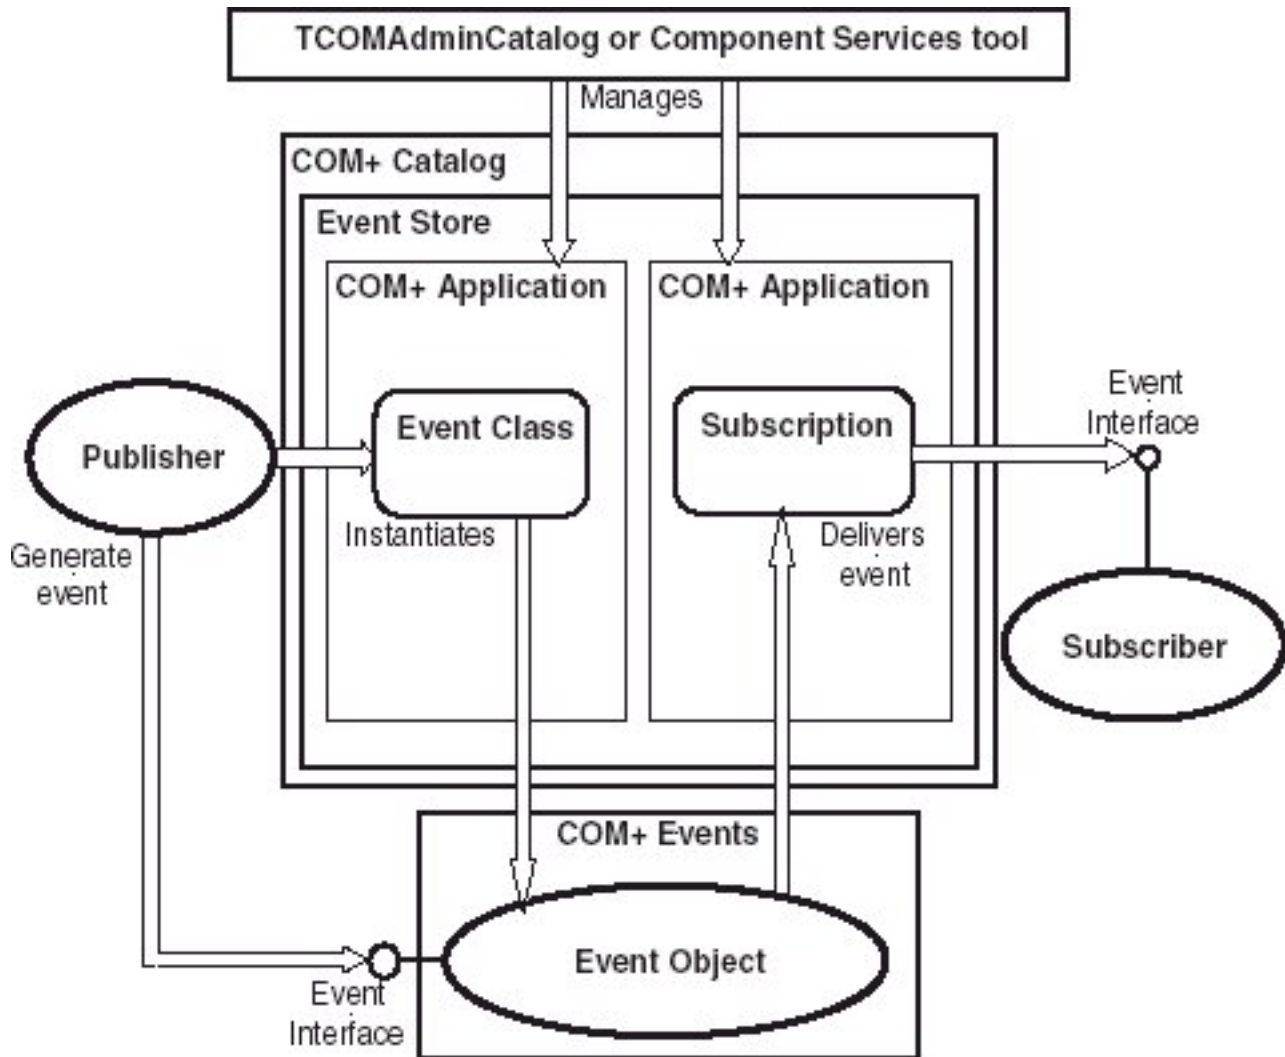 TCOMAdminCatalog or Component Services tool
Manages
COM+ Catalog
Event Store
COM+ Application
COM+ Application
Event
Interface
Publisher
Event Class
Subscription
Instantiates
Delivers
event
Generate
event
Subscriber
COM+ Events
Event Object
Event
Interface